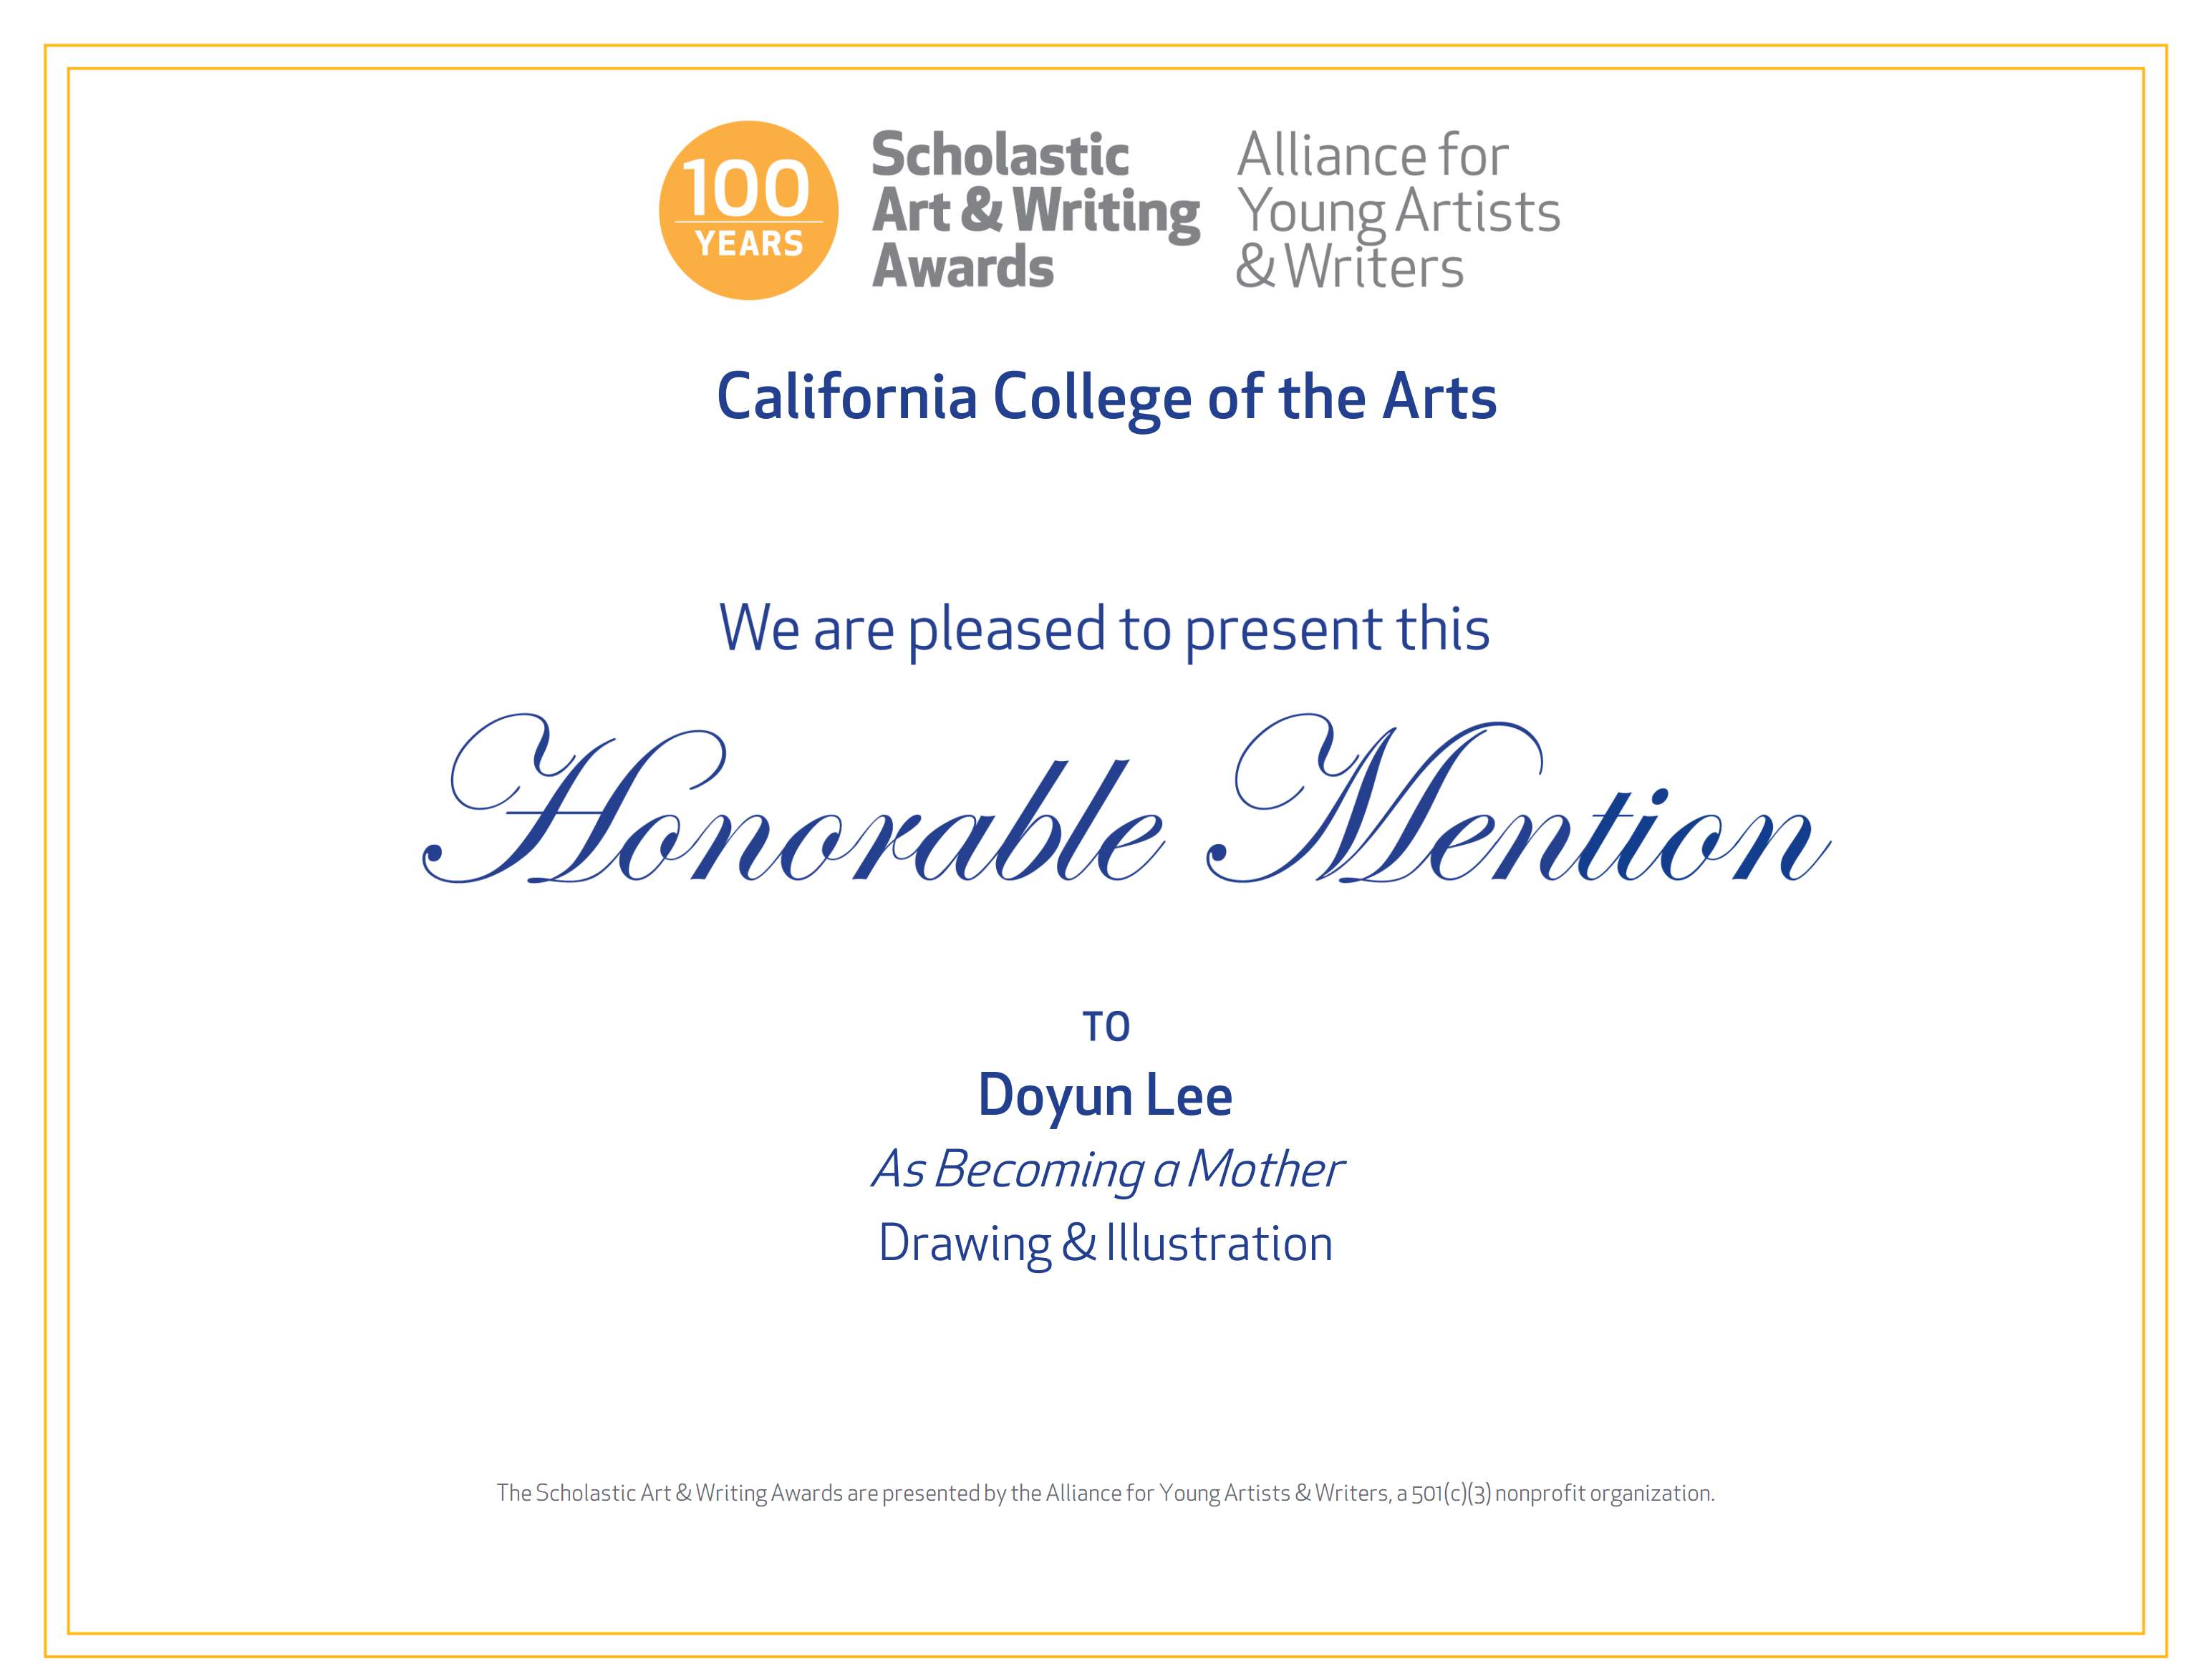 100
YEARS
Scholastic
Art & Writing
Awards
Alliance for
Young Artists
& Writers
California College of the Arts
We are pleased to present this
Honorable Mention
TO
Doyun Lee
As Becoming a Mother
Drawing & Illustration
The Scholastic Art & Writing Awards are presented by the Alliance for Young Artists & Writers, a 501(c)(3) nonprofit organization.